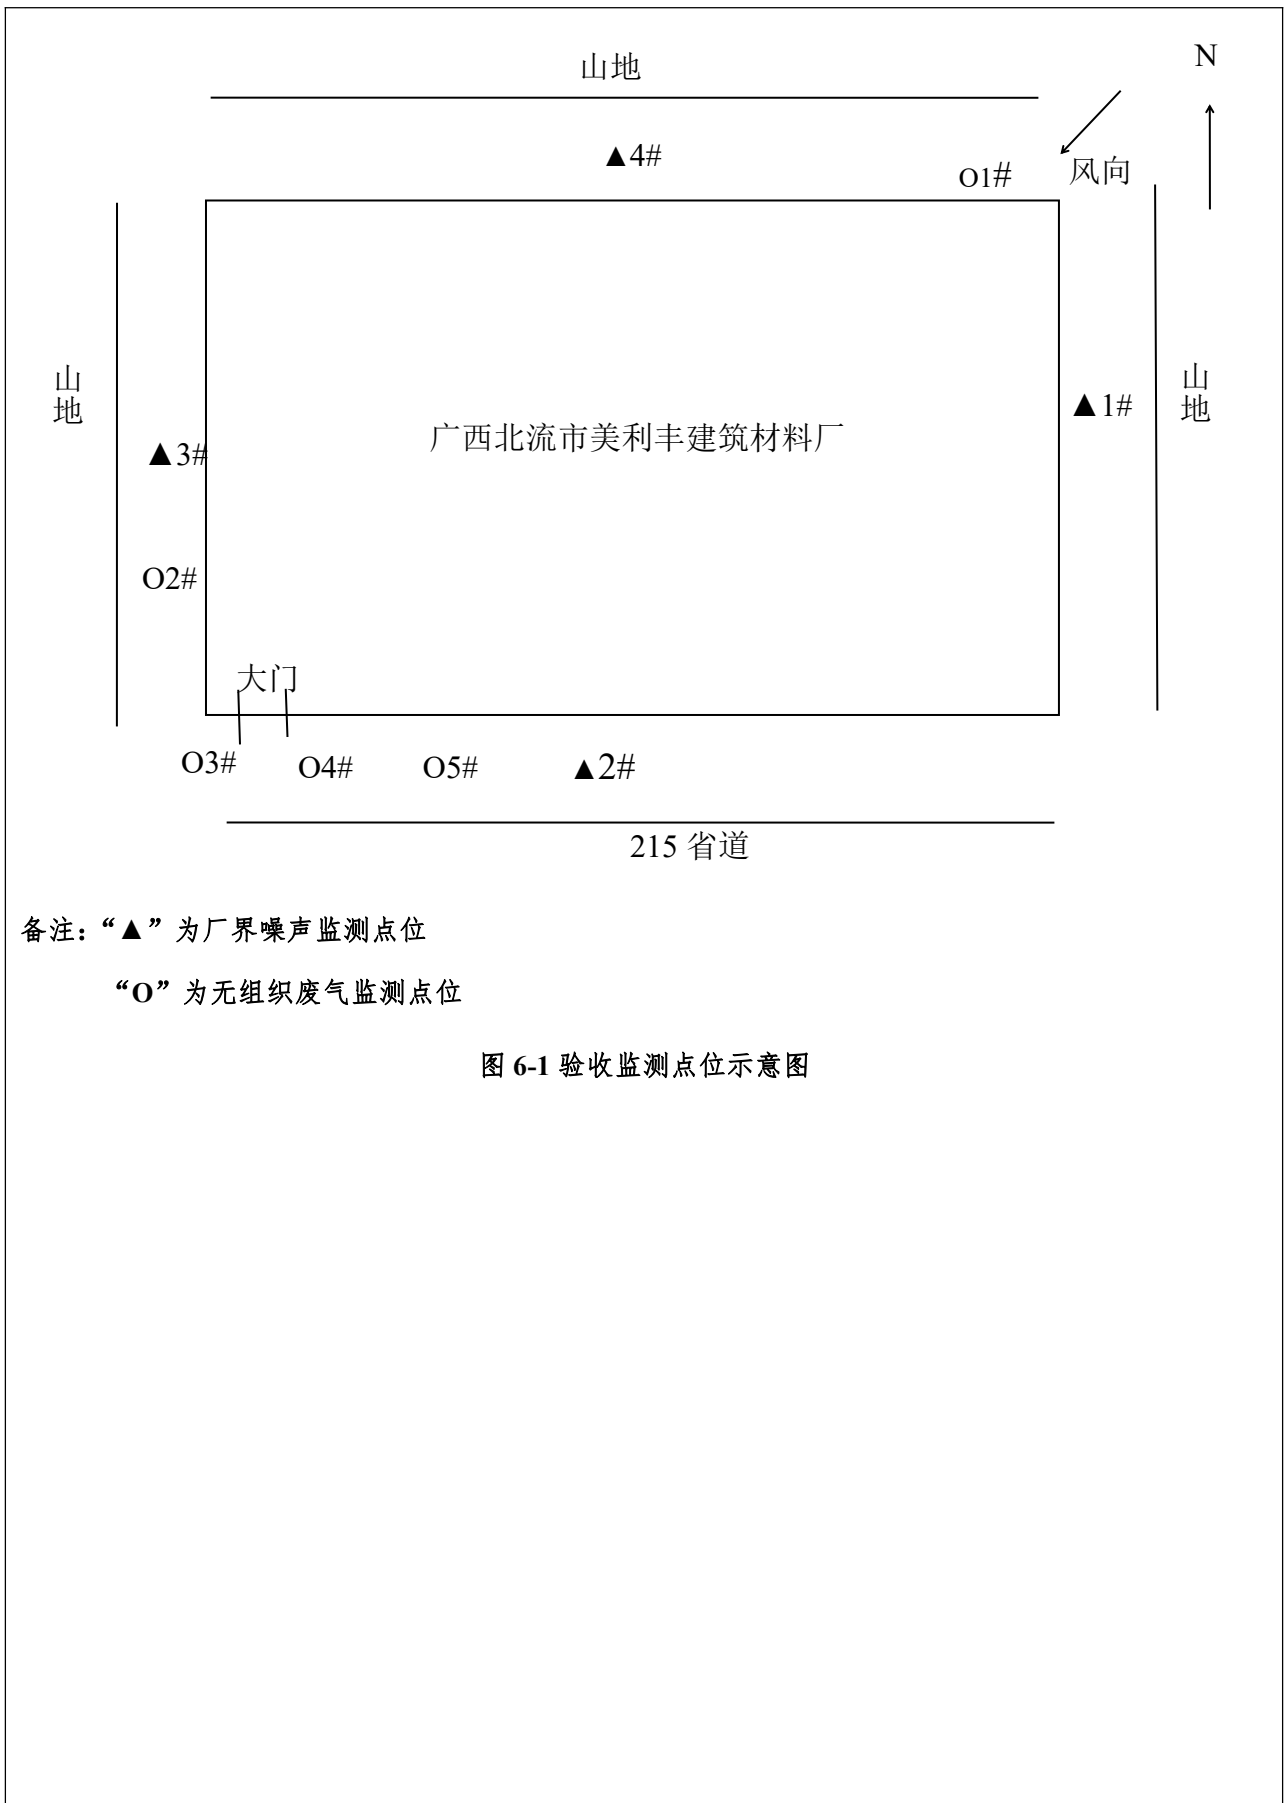 山地
N
▲4#
O1#
风向
山地
▲1#
山地
广西北流市美利丰建筑材料厂
▲3#
O2#
大门
O3#
O4#
O5#
▲2#
215 省道
备注：“▲”为厂界噪声监测点位
“O”为无组织废气监测点位
图 6-1 验收监测点位示意图